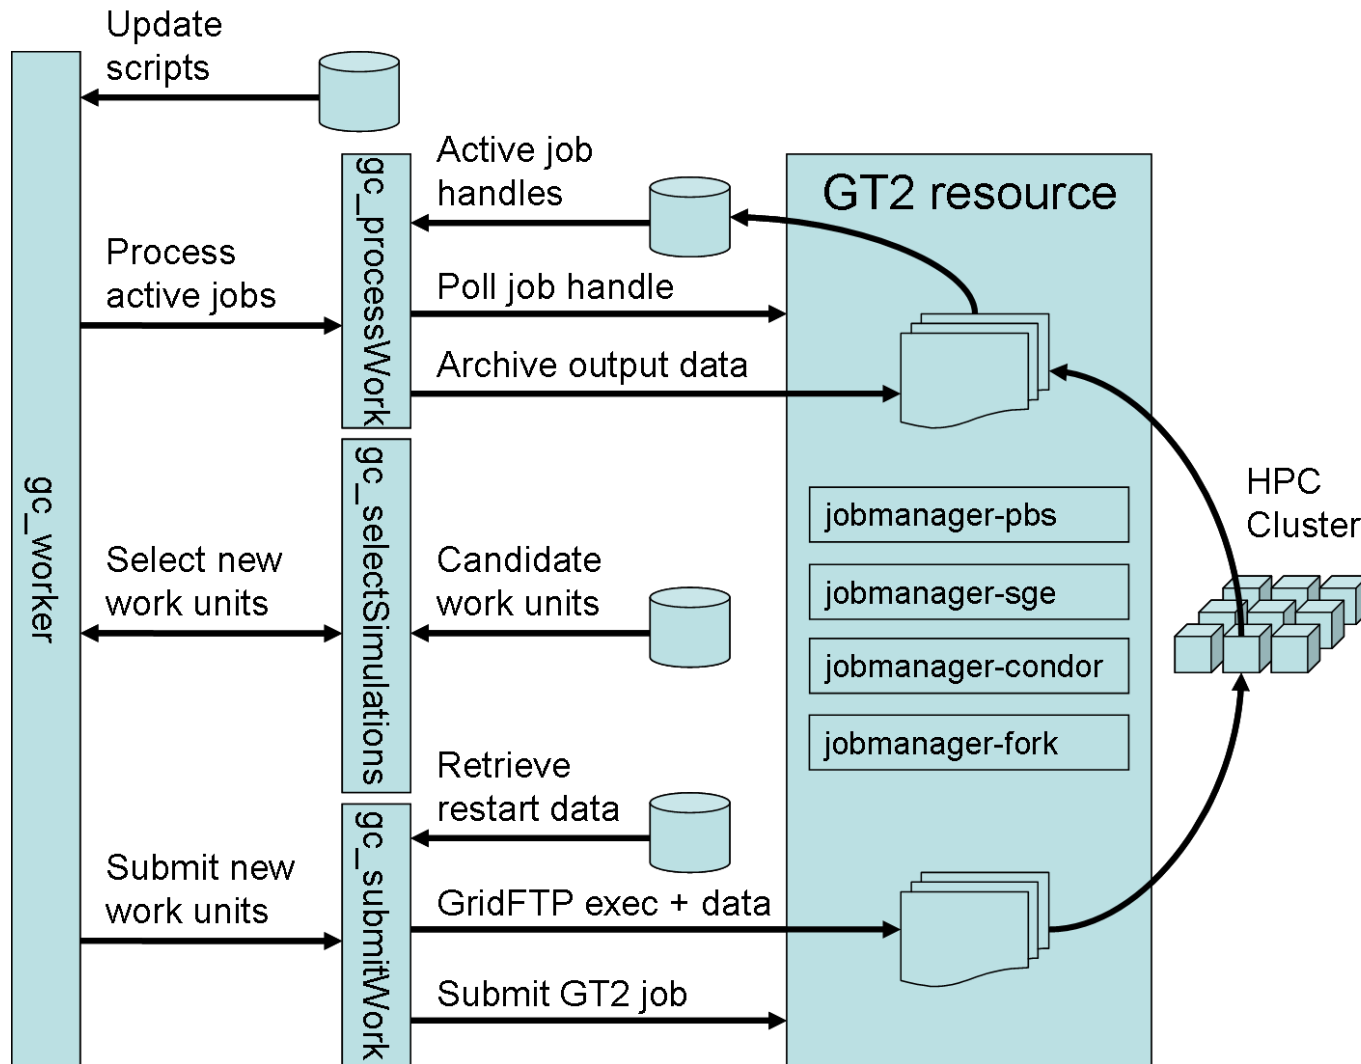 Update
scripts
Active job
handles
GT2 resource
gc_processWork
Process
active jobs
Poll job handle
Archive output data
gc_worker
gc_selectSimulations
jobmanager-pbs
HPC
Cluster
Select new
work units
Candidate
work units
jobmanager-sge
jobmanager-condor
jobmanager-fork
Retrieve
restart data
gc_submitWork
Submit new
work units
GridFTP exec + data
Submit GT2 job